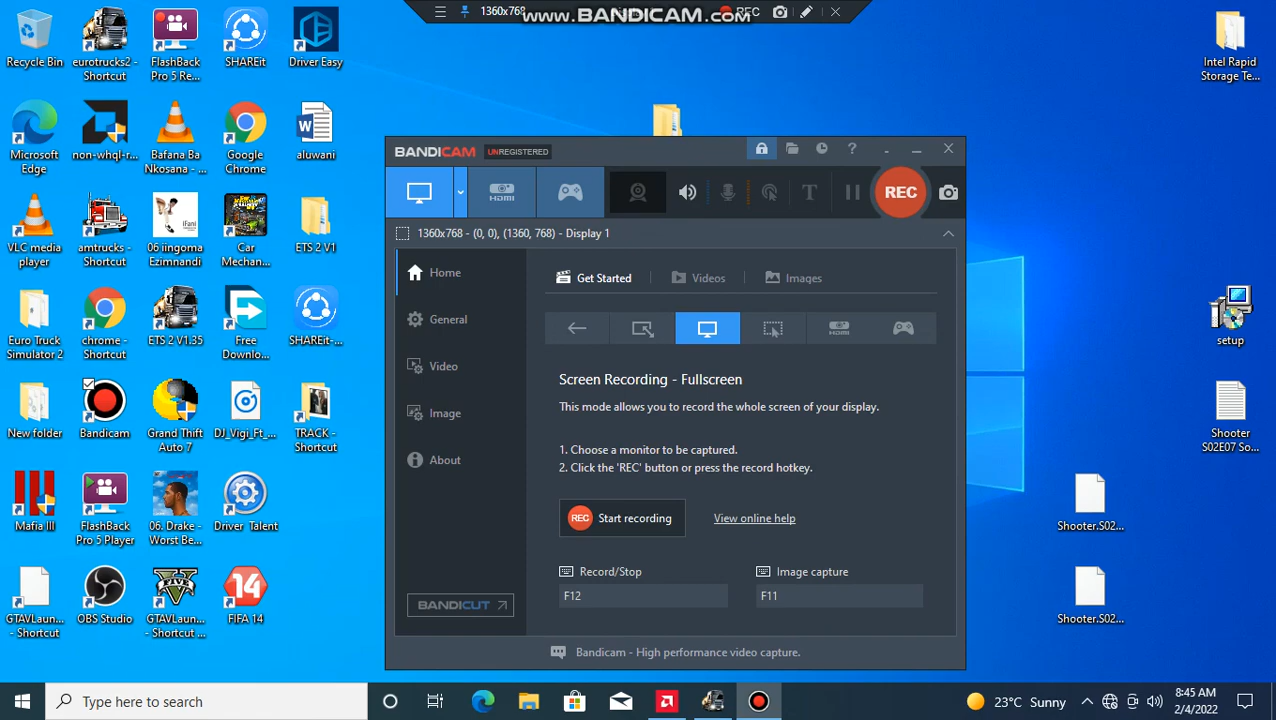 1360x768
www.BANDICAM.com
REC
Recycle Bin
eurotrucks2 -
Shortcut
FlashBack
Pro 5 Re...
SHAREit
Driver Easy
Intel Rapid
Storage Te...
Microsoft
Edge
non-whql-r...
Bafana Ba
Nkosana - ...
Google
Chrome
aluwani
VLC media
player
amtrucks -
Shortcut
06 iingoma
Ezimnandi
Car
Mechan...
ETS 2 V1
Euro Truck
Simulator 2
chrome -
Shortcut
ETS 2 V1.35
Free
Downlo...
SHAREit-...
New folder
Bandicam
Grand Thift
Auto 7
DJ_Vigi_Ft_...
TRACK -
Shortcut
Mafia III
FlashBack
Pro 5 Player
06. Drake -
Worst Be...
Driver Talent
GTAVLaun...
- Shortcut
OBS Studio
GTAVLaun...
- Shortcut ...
FIFA 14
BANDICAM UNREGISTERED
HDMI
T
REC
1360x768 - (0, 0), (1360, 768) - Display 1
Home
General
Video
Image
About
BANDICUT
Get Started
Videos
Images
HDMI
Screen Recording - Fullscreen
This mode allows you to record the whole screen of your display.
1. Choose a monitor to be captured.
2. Click the 'REC' button or press the record hotkey.
REC Start recording
View online help
Record/Stop
Image capture
F12
F11
Bandicam - High performance video capture.
setup
Shooter
S02E07 So...
Shooter.S02...
Shooter.S02...
Type here to search
23°C Sunny
8:45 AM
2/4/2022